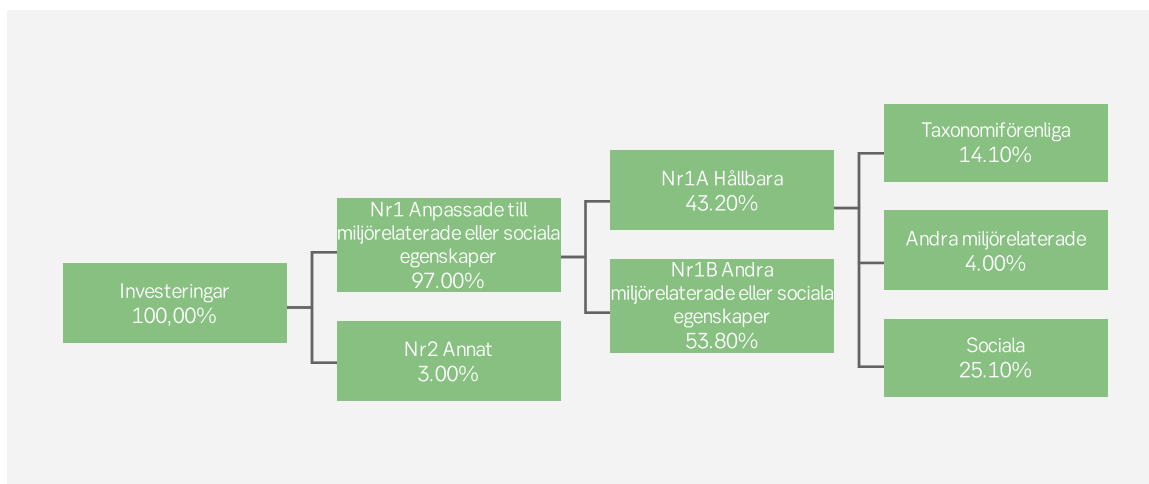 Investeringar
100,00%
Nr1 Anpassade till
miljörelaterade eller sociala
egenskaper
97.00%
Nr2 Annat
3.00%
Nr1A Hållbara
43.20%
Nr1B Andra
miljörelaterade eller sociala
egenskaper
53.80%
Taxonomiförenliga
14.10%
Andra miljörelaterade
4.00%
Sociala
25.10%